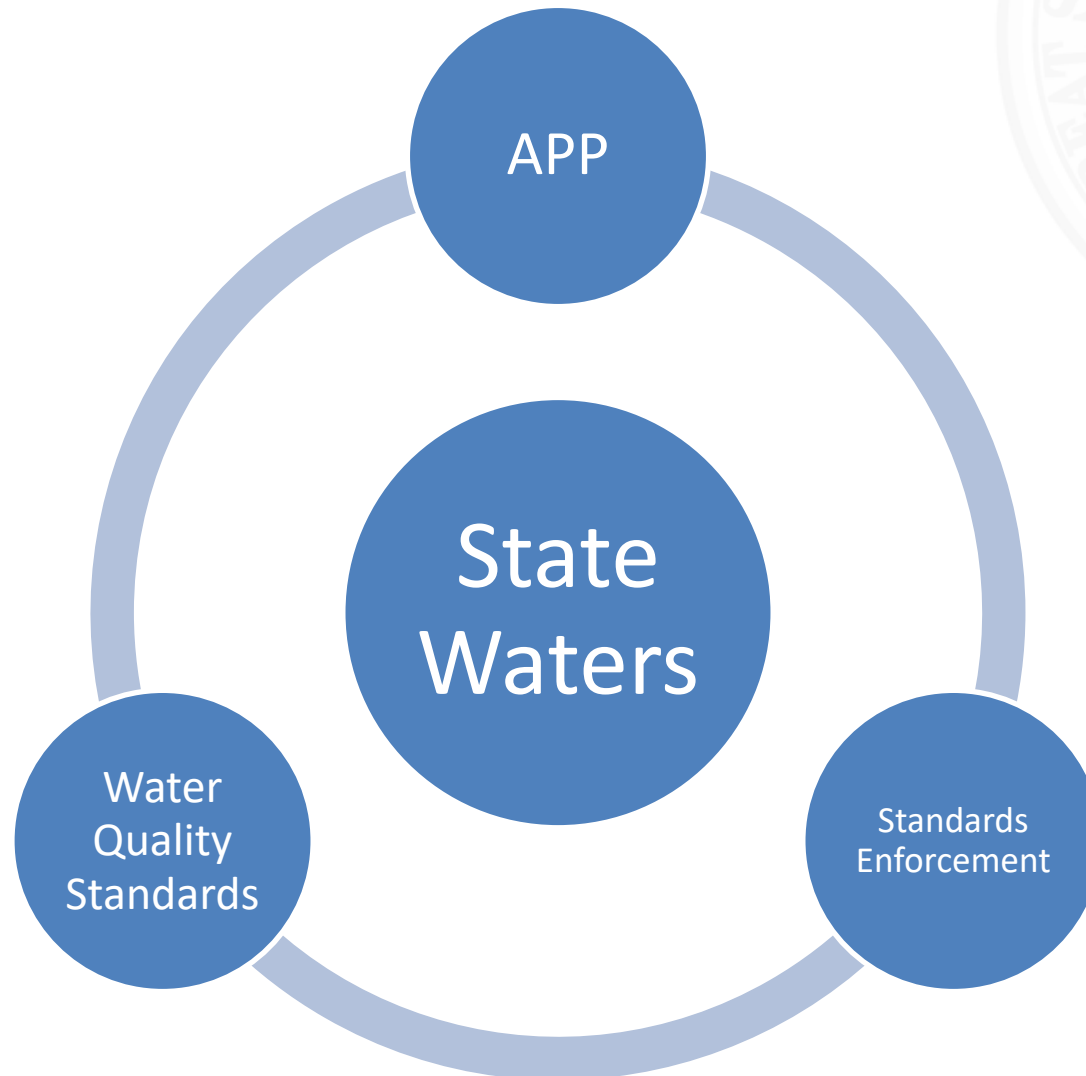 APP
State
Waters
Water
Quality
Standards
Standards
Enforcement